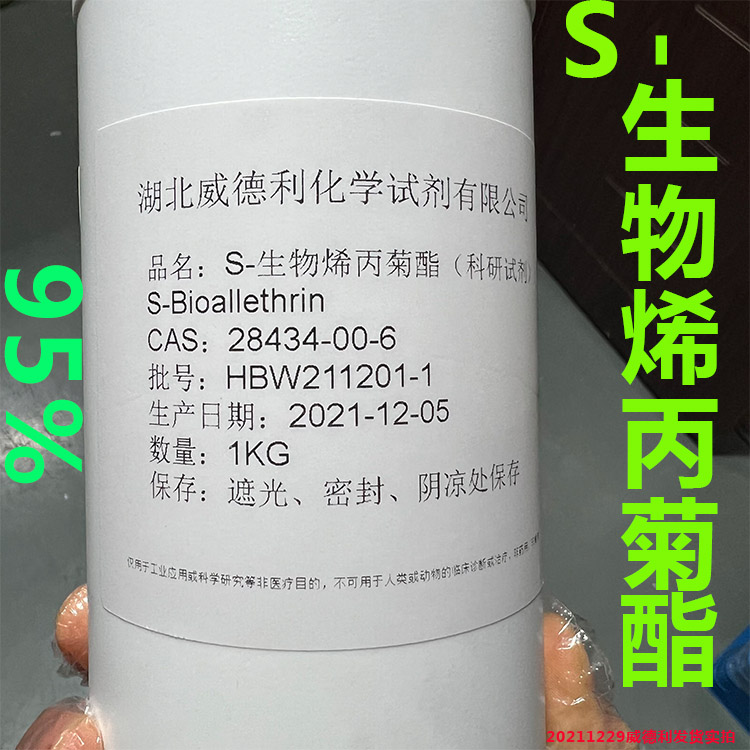 S-生物烯丙菊酯
95%
湖北威德利化学试剂有限公司
品名：S-生物烯丙菊酯（科研试剂）
S-Bioallethrin
CAS：28434-00-6
批号：HBW211201-1
生产日期：2021-12-05
数量：1KG
保存：遮光、密封、阴凉处保存
仅用于工业应用或科学研究等非医疗目的，不可用于人类或动物的临床诊断或治疗，非药用
20211229威德利发货实拍